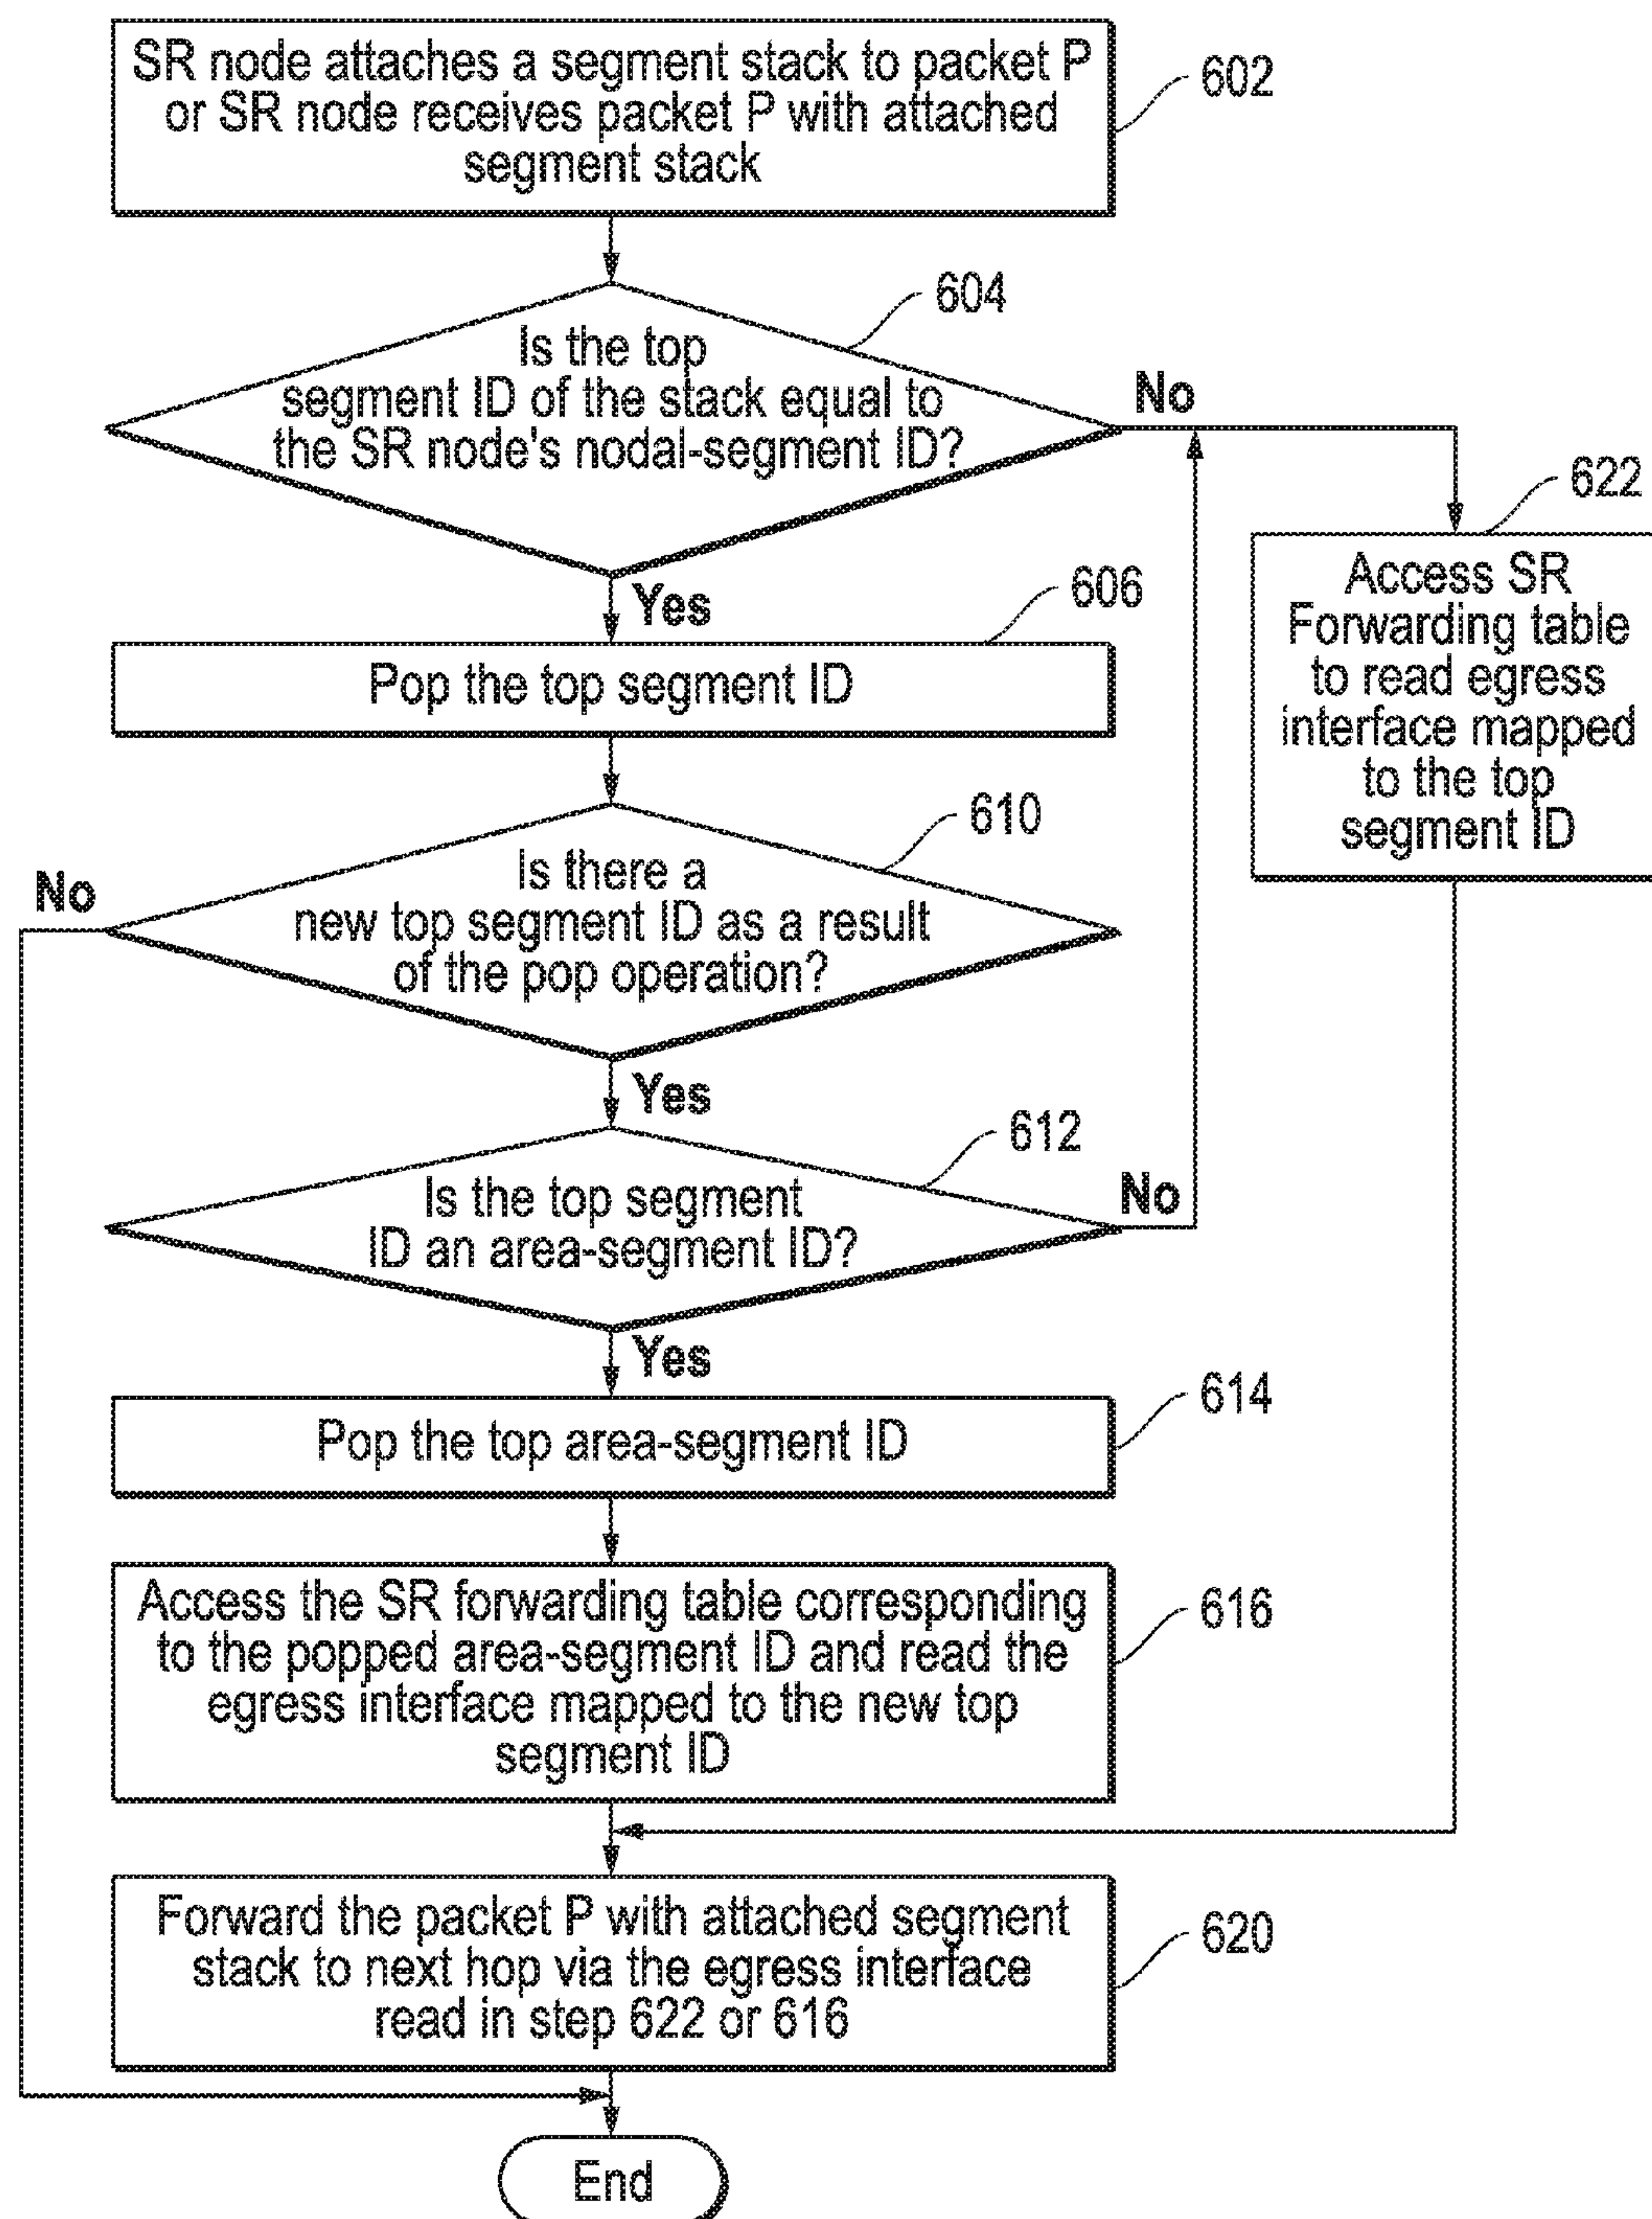 SR node attaches a segment stack to packet P
or SR node receives packet P with attached
segment stack
602
604
Is the top
segment ID of the stack equal to
the SR node's nodal-segment ID?
No
622
Access SR
Forwarding table
to read egress
interface mapped
to the top
segment ID
Yes
606
Pop the top segment ID
610
Is there a
new top segment ID as a result
of the pop operation?
No
Yes
612
Is the top segment
ID an area-segment ID?
No
Yes
614
Pop the top area-segment ID
Access the SR forwarding table corresponding
to the popped area-segment ID and read the
egress interface mapped to the new top
segment ID
616
Forward the packet P with attached segment
stack to next hop via the egress interface
read in step 622 or 616
620
End